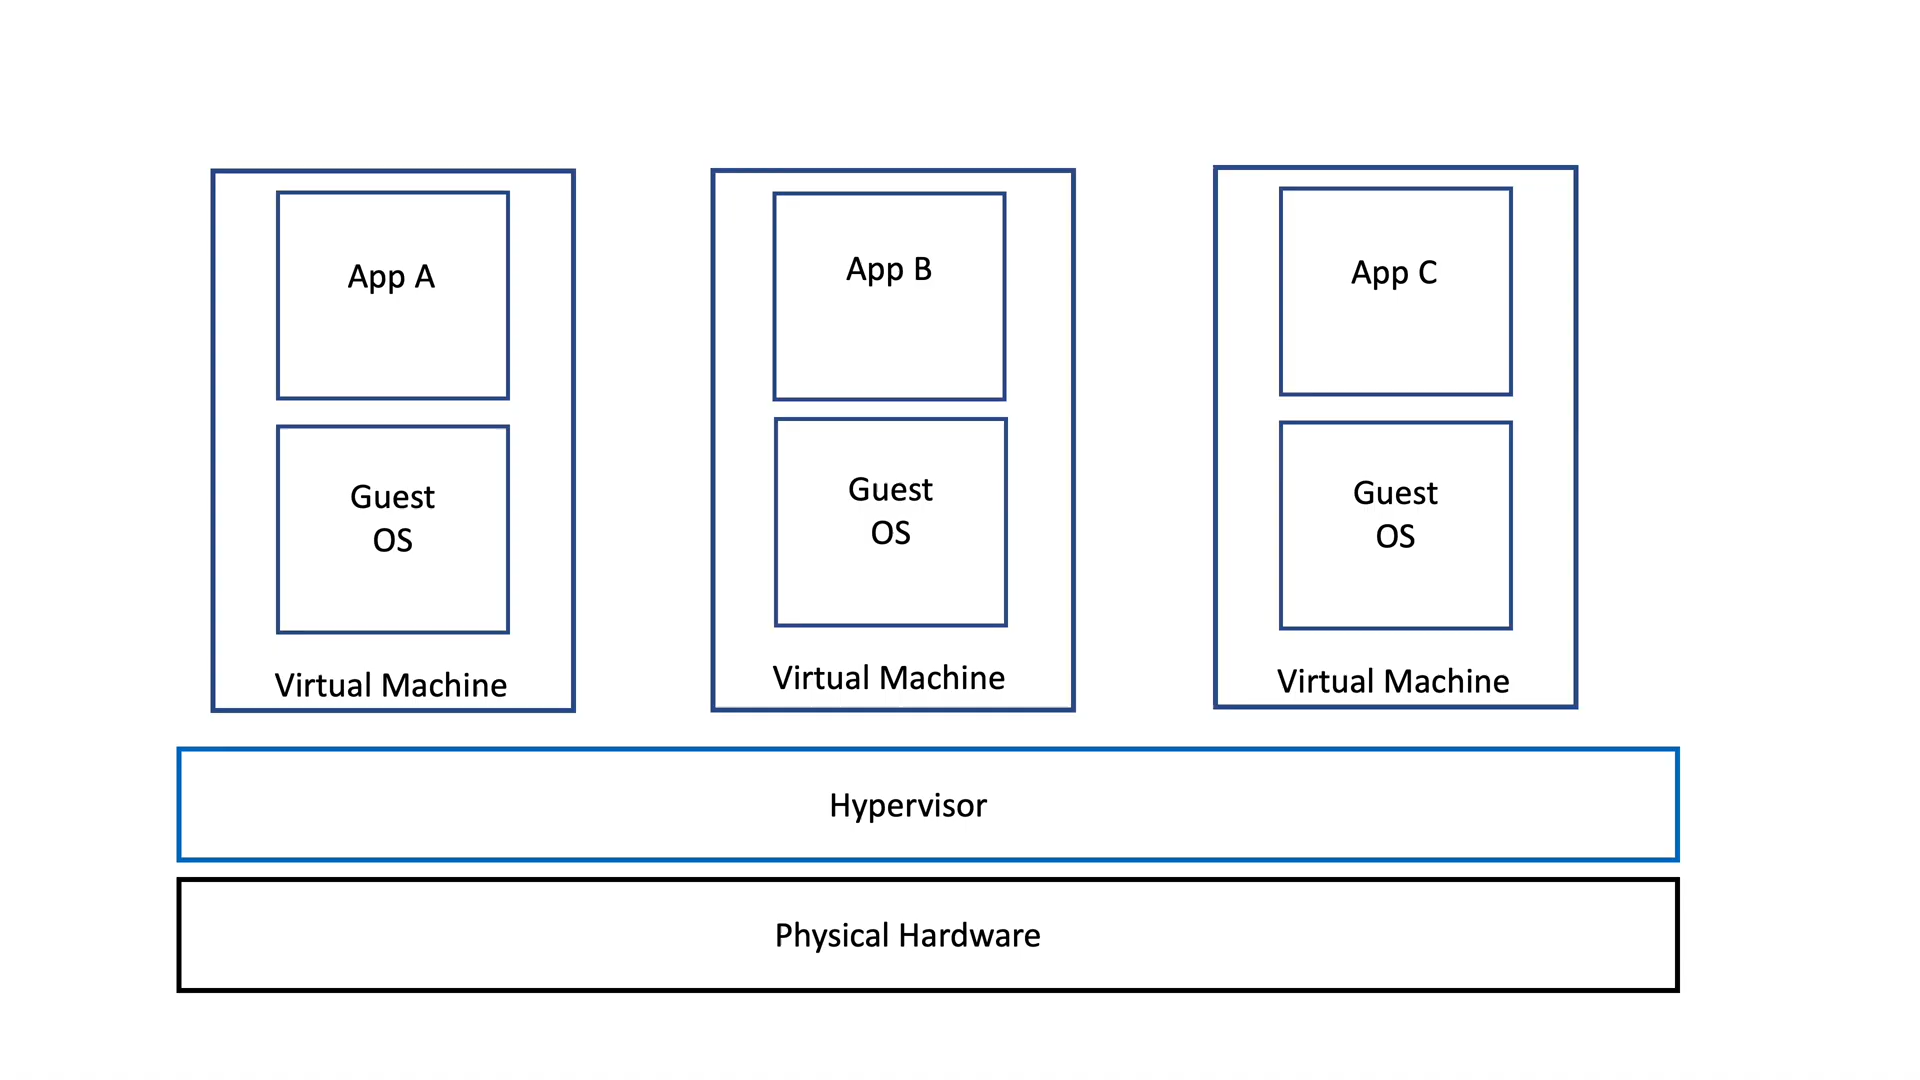 App A
Guest
OS
Virtual Machine
App B
Guest
OS
Virtual Machine
App C
Guest
OS
Virtual Machine
Hypervisor
Physical Hardware